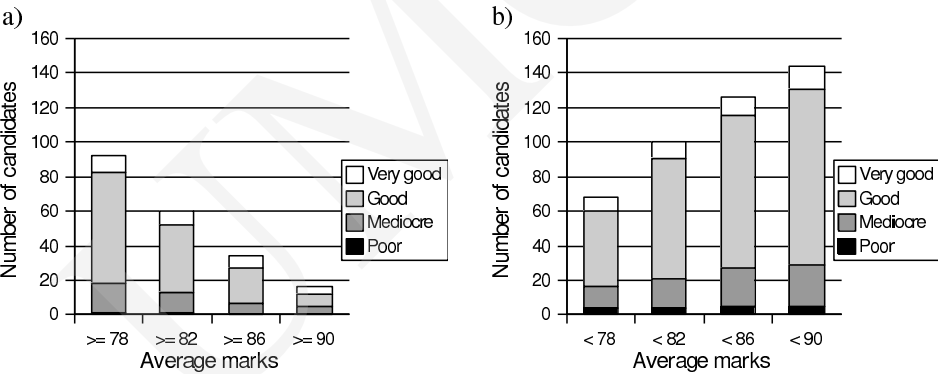 a)
160
140
120
100
80
60
40
20
0
Number of candidates
>= 78 >= 82 >= 86 >= 90
Average marks
Very good
Good
Mediocre
Poor
b)
160
140
120
100
80
60
40
20
0
Number of candidates
< 78 < 82 < 86 < 90
Average marks
Very good
Good
Mediocre
Poor